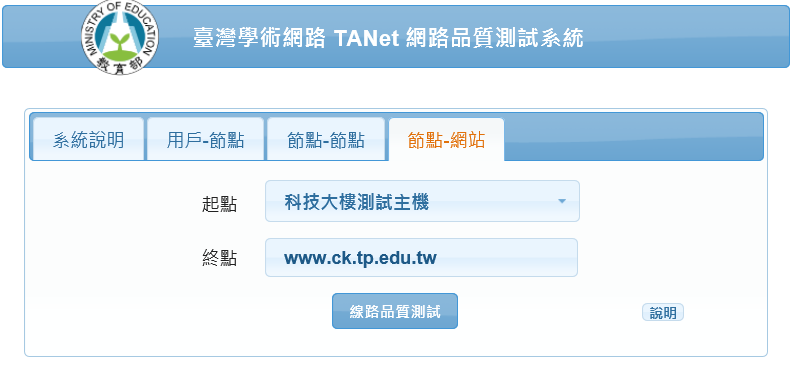 MINISTRY OF EDUCATION
教育部
臺灣學術網路 TANet 網路品質測試系統
系統說明 用戶-節點 節點-節點 節點-網站
起點 科技大樓測試主機
終點 www.ck.tp.edu.tw
線路品質測試 說明